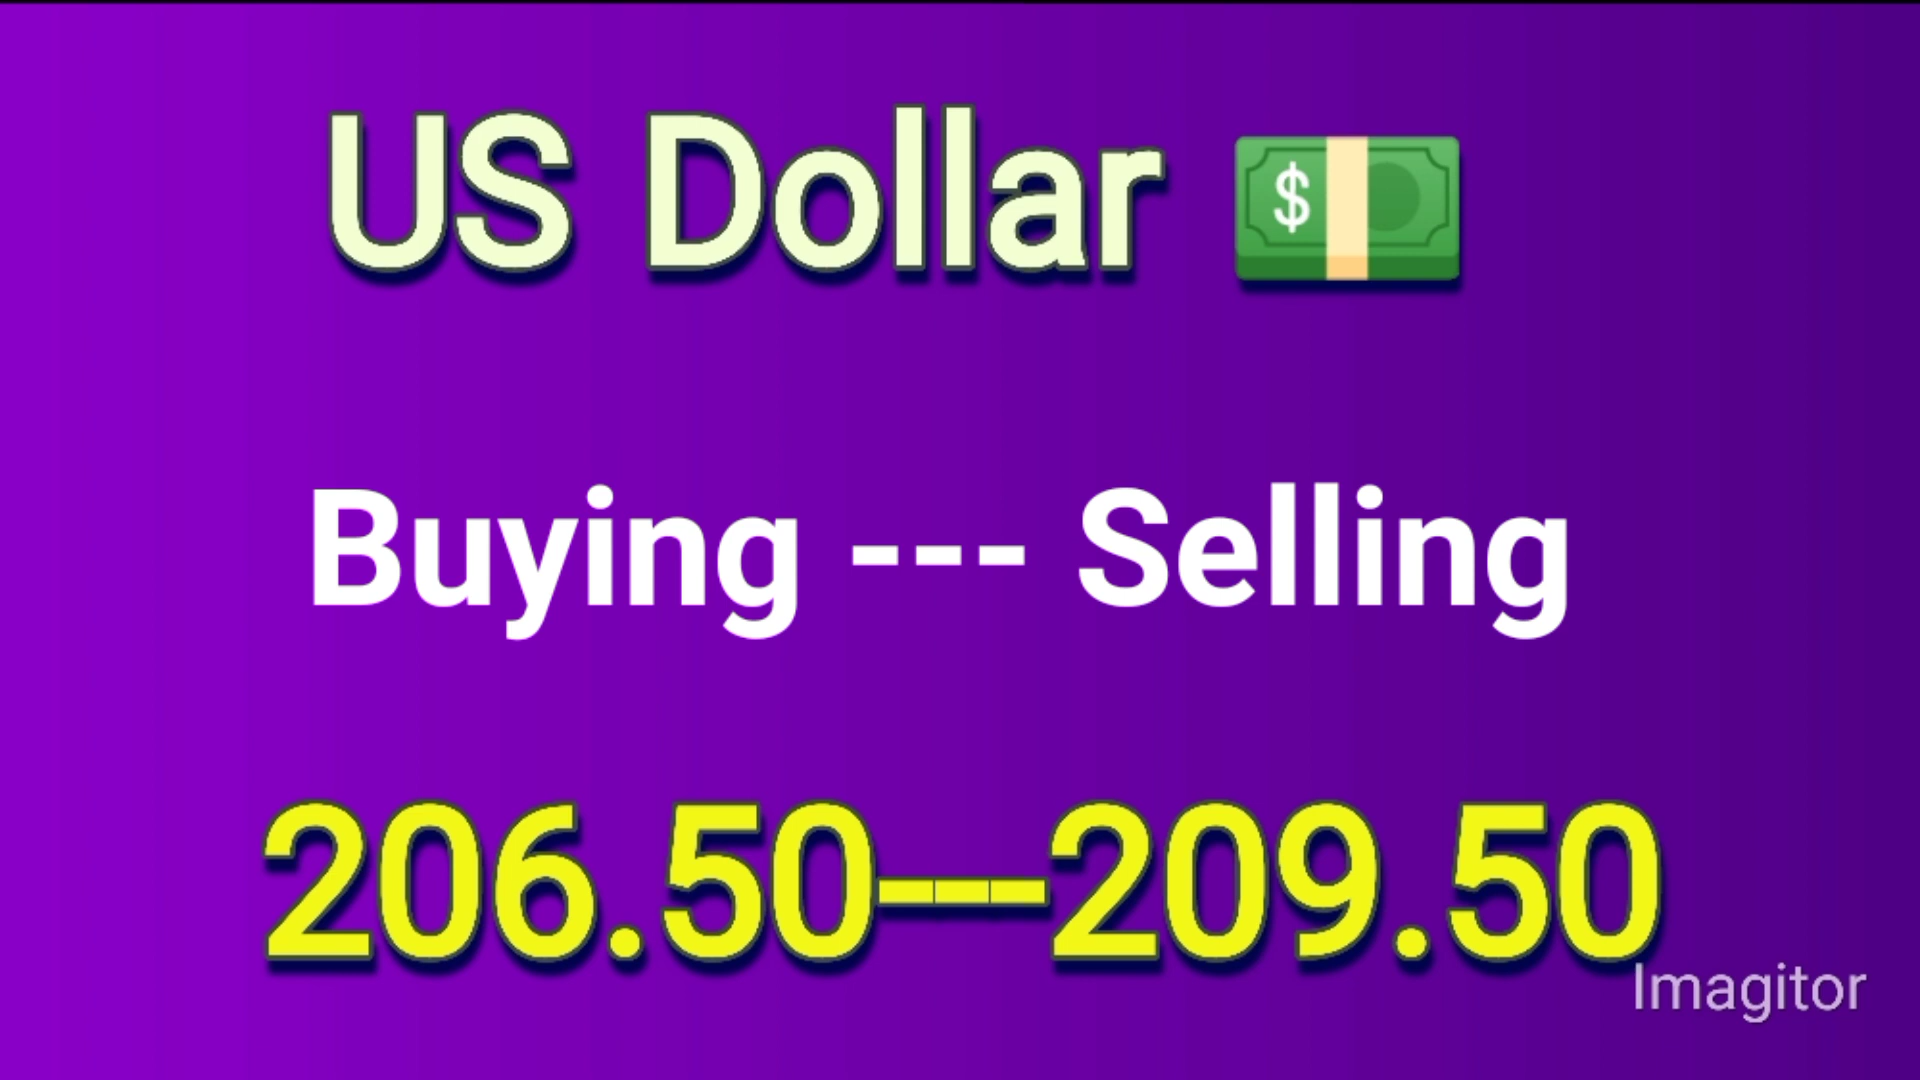 US Dollar 💵
Buying --- Selling
206.50---209.50
Imagitor